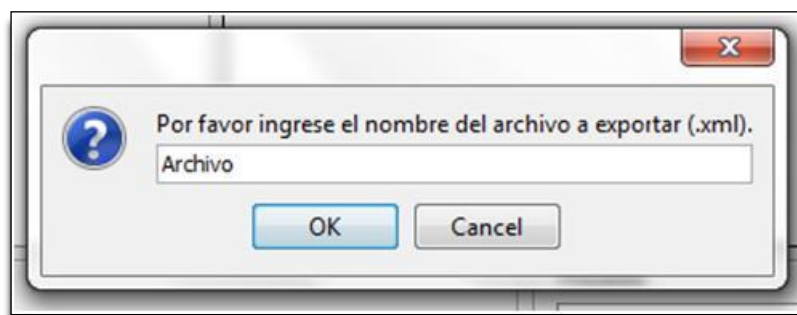 Por favor ingrese el nombre del archivo a exportar (.xml).
Archivo
OK
Cancel